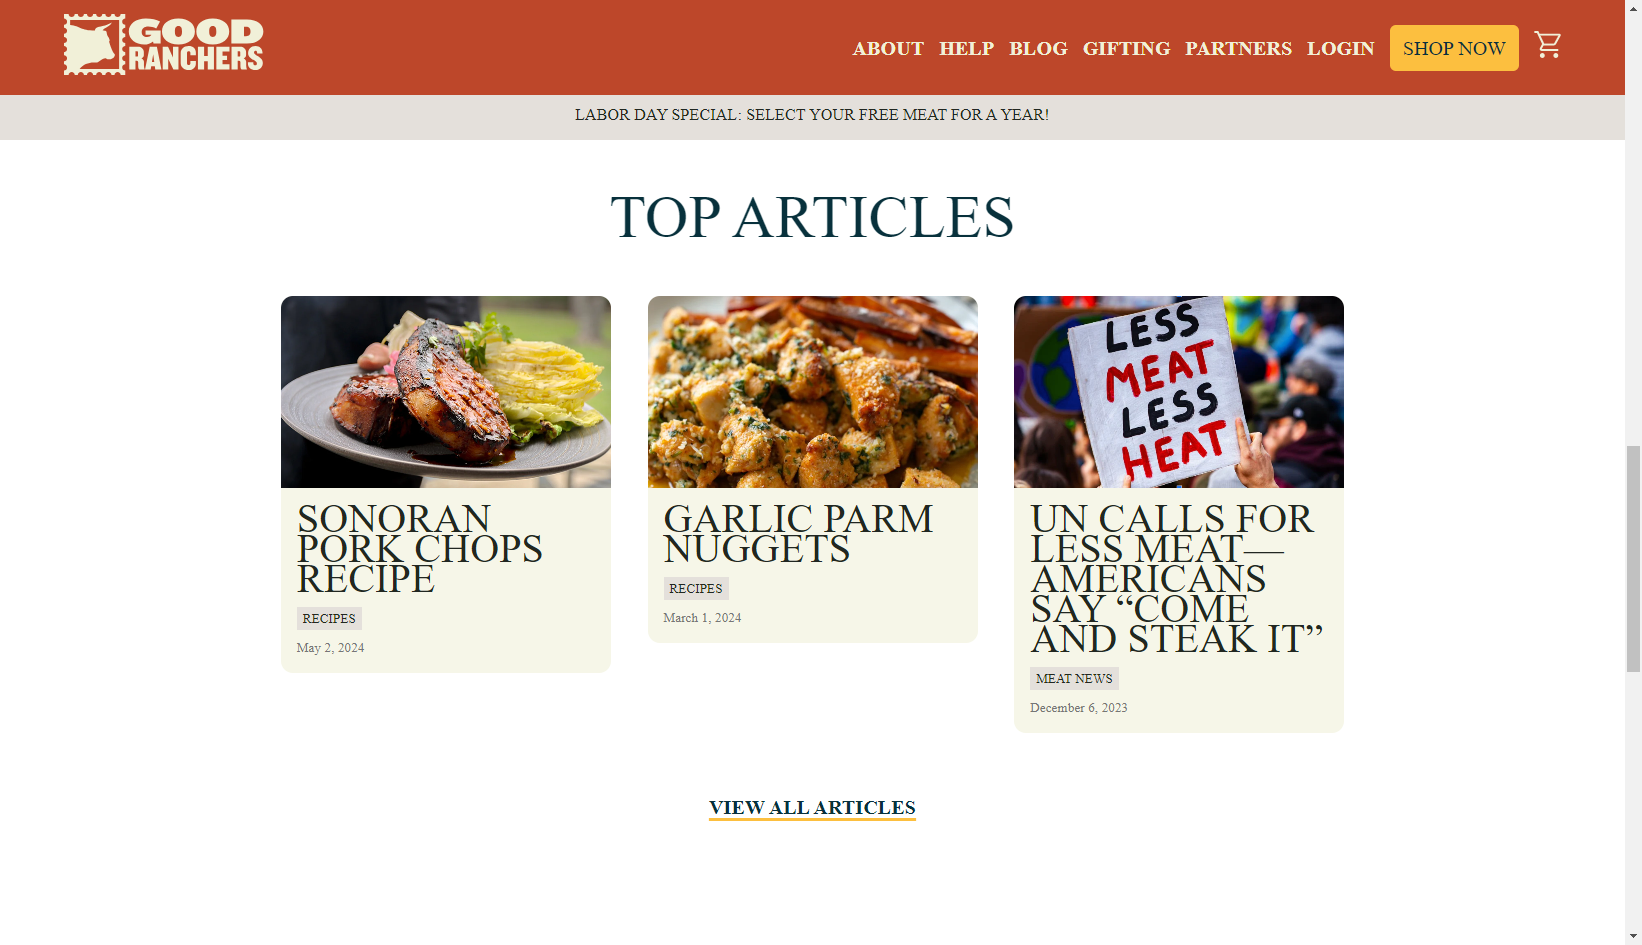 GOOD
RANCHERS
ABOUT HELP BLOG GIFTING PARTNERS LOGIN SHOP NOW
LABOR DAY SPECIAL: SELECT YOUR FREE MEAT FOR A YEAR!
TOP ARTICLES
SONORAN
PORK CHOPS
RECIPE
RECIPES
May 2, 2024
GARLIC PARM
NUGGETS
RECIPES
March 1, 2024
LESS
MEAT
LESS
HEAT
UN CALLS FOR
LESS MEAT—
AMERICANS
SAY “COME
AND STEAK IT”
MEAT NEWS
December 6, 2023
VIEW ALL ARTICLES